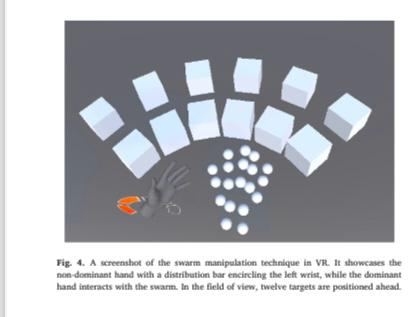 Fig. 4. A screenshot of the swarm manipulation technique in VR. It showcases the
non-dominant hand with a distribution bar encircling the left wrist, while the dominant
hand interacts with the swarm. In the field of view, twelve targets are positioned ahead.